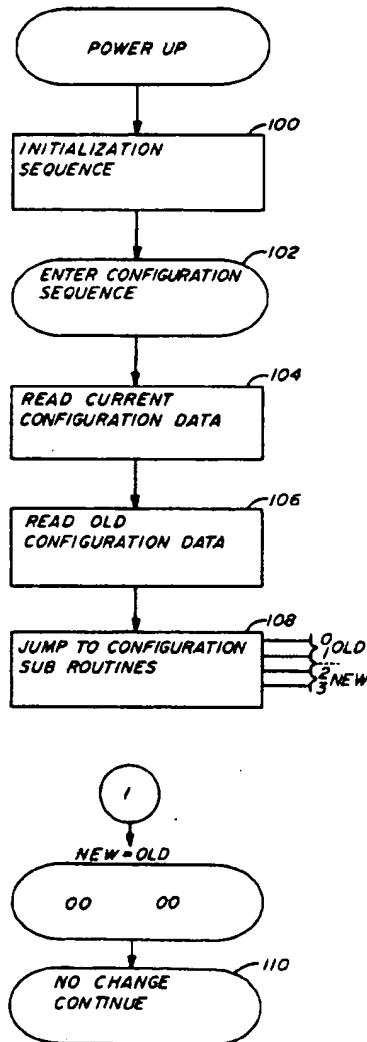 POWER UP
100
INITIALIZATION
SEQUENCE
102
ENTER CONFIGURATION
SEQUENCE
104
READ CURRENT
CONFIGURATION DATA
106
READ OLD
CONFIGURATION DATA
108
JUMP TO CONFIGURATION
SUB ROUTINES
0
1
OLD
2
3
NEW
1
NEW=OLD
00 00
110
NO CHANGE
CONTINUE